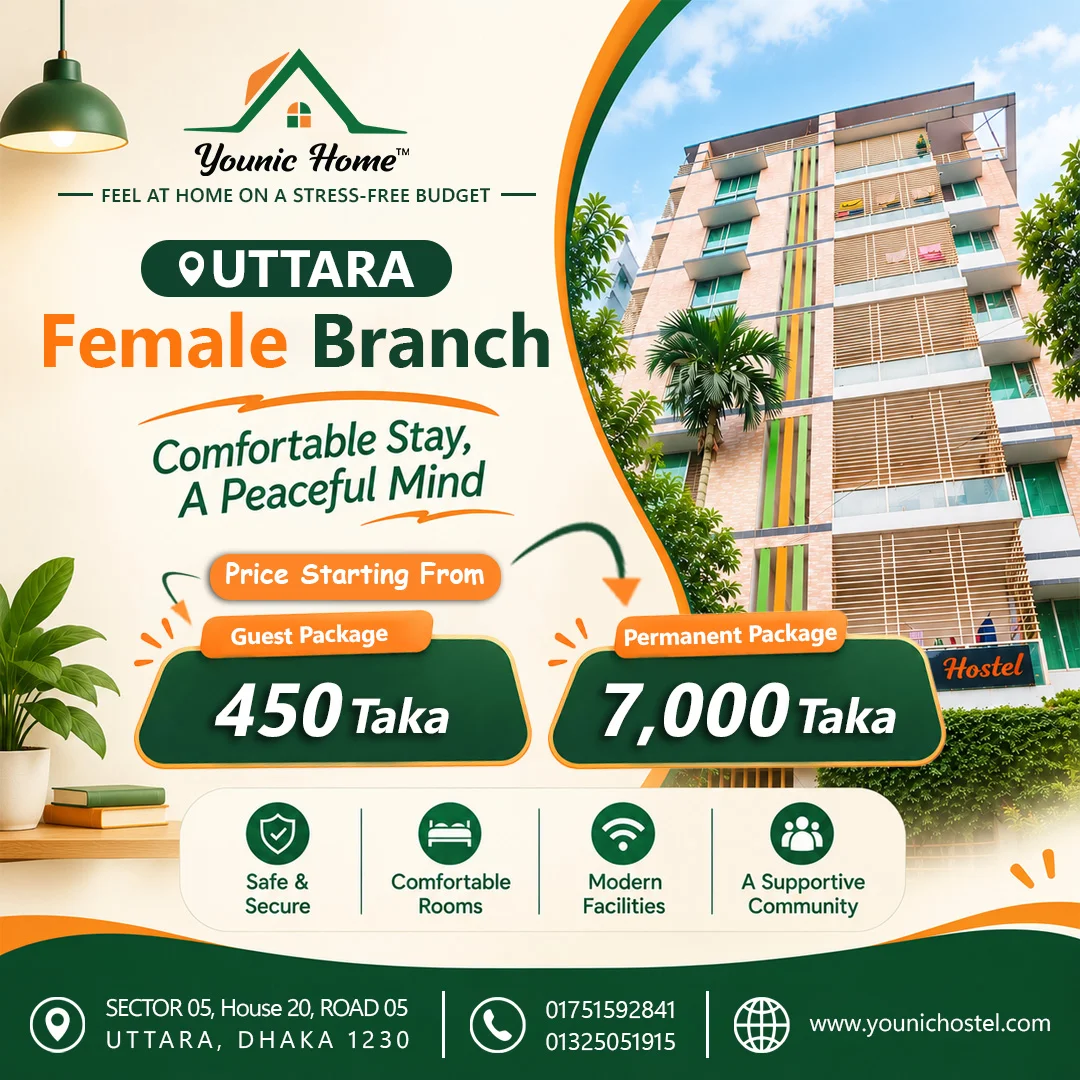 Younic Home™
FEEL AT HOME ON A STRESS-FREE BUDGET
UTTARA
Female Branch
Comfortable Stay,
A Peaceful Mind
Price Starting From
Guest Package
450 Taka
Permanent Package
7,000 Taka
Hostel
Safe &
Secure
Comfortable
Rooms
Modern
Facilities
A Supportive
Community
SECTOR 05, House 20, ROAD 05
UTTARA, DHAKA 1230
01751592841
01325051915
www.younichostel.com